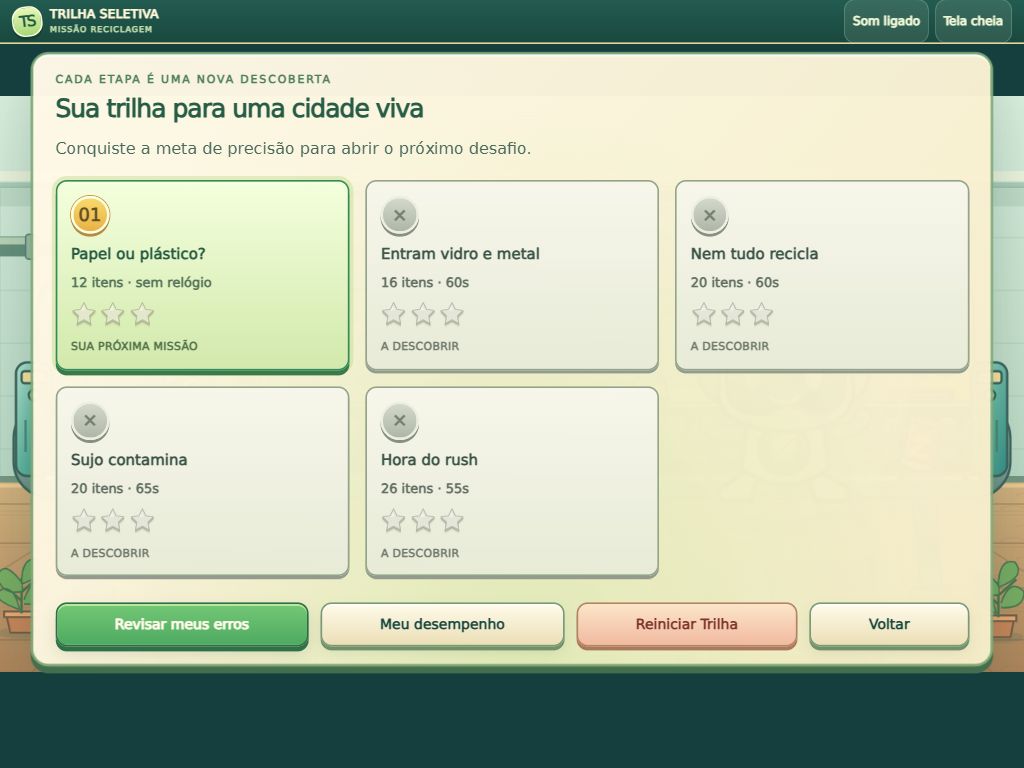 TS
TRILHA SELETIVA
MISSÃO RECICLAGEM
Som ligado
Tela cheia
CADA ETAPA É UMA NOVA DESCOBERTA
Sua trilha para uma cidade viva
Conquiste a meta de precisão para abrir o próximo desafio.
01
Papel ou plástico?
12 itens · sem relógio
SUA PRÓXIMA MISSÃO
×
Entram vidro e metal
16 itens · 60s
A DESCOBRIR
×
Nem tudo recicla
20 itens · 60s
A DESCOBRIR
×
Sujo contamina
20 itens · 65s
A DESCOBRIR
×
Hora do rush
26 itens · 55s
A DESCOBRIR
Revisar meus erros
Meu desempenho
Reiniciar Trilha
Voltar